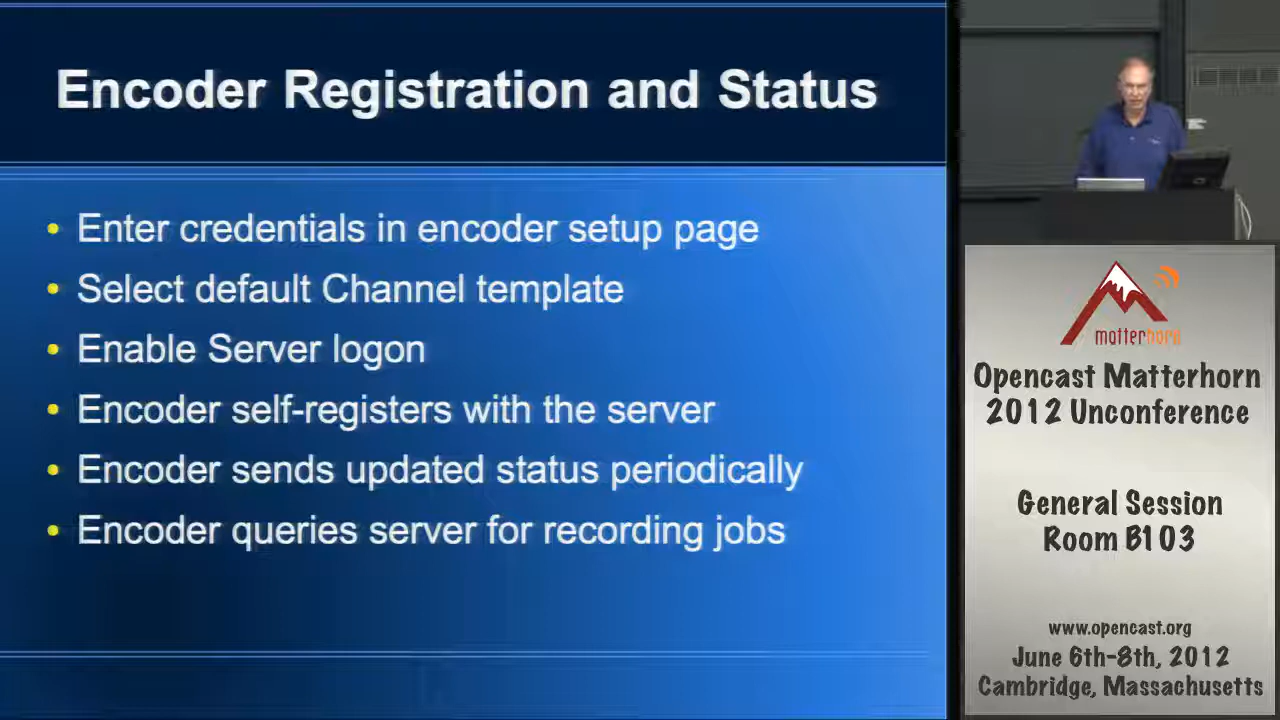 Encoder Registration and Status
• Enter credentials in encoder setup page
• Select default Channel template
• Enable Server logon
• Encoder self-registers with the server
• Encoder sends updated status periodically
• Encoder queries server for recording jobs
matterhorn
Opencast Matterhorn
2012 Unconference
General Session
Room B103
www.opencast.org
June 6th-8th, 2012
Cambridge, Massachusetts